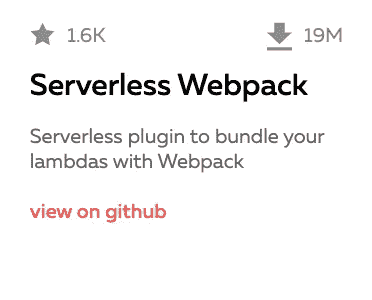 1.6K 19M
Serverless Webpack
Serverless plugin to bundle your
lambdas with Webpack
view on github